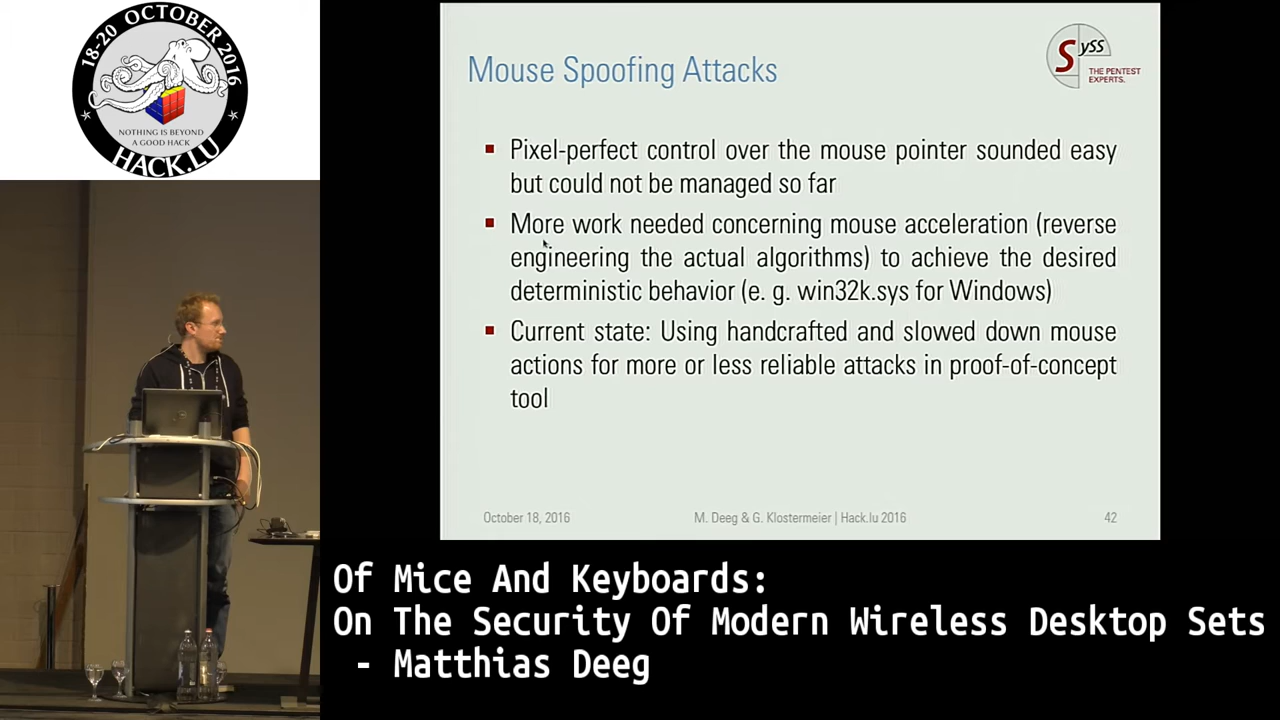 18-20 OCTOBER 2016
NOTHING IS BEYOND
A GOOD HACK
HACK.LU
Mouse Spoofing Attacks
SySS
THE PENTEST
EXPERTS.
Pixel-perfect control over the mouse pointer sounded easy
but could not be managed so far
More work needed concerning mouse acceleration (reverse
engineering the actual algorithms) to achieve the desired
deterministic behavior (e. g. win32k.sys for Windows)
Current state: Using handcrafted and slowed down mouse
actions for more or less reliable attacks in proof-of-concept
tool
October 18, 2016
M. Deeg & G. Klostermeier | Hack.lu 2016
42
Of Mice And Keyboards:
On The Security Of Modern Wireless Desktop Sets
- Matthias Deeg